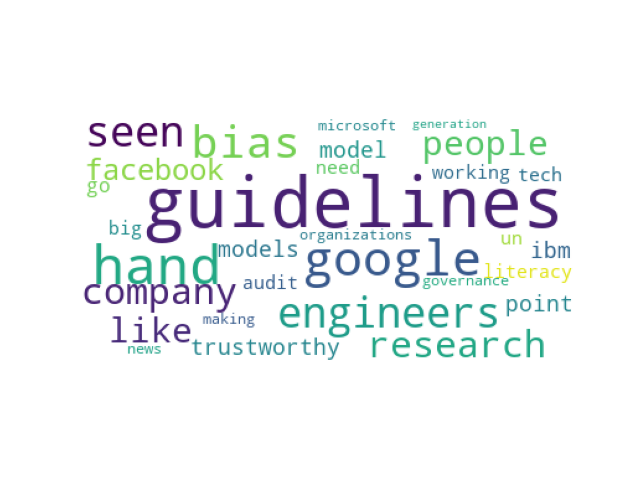 microsoft generation
seen bias model people
facebook need working tech
go guidelines
big organizations un
hand models google ibm
literacy
company audit governance
engineers point
like making
news trustworthy research